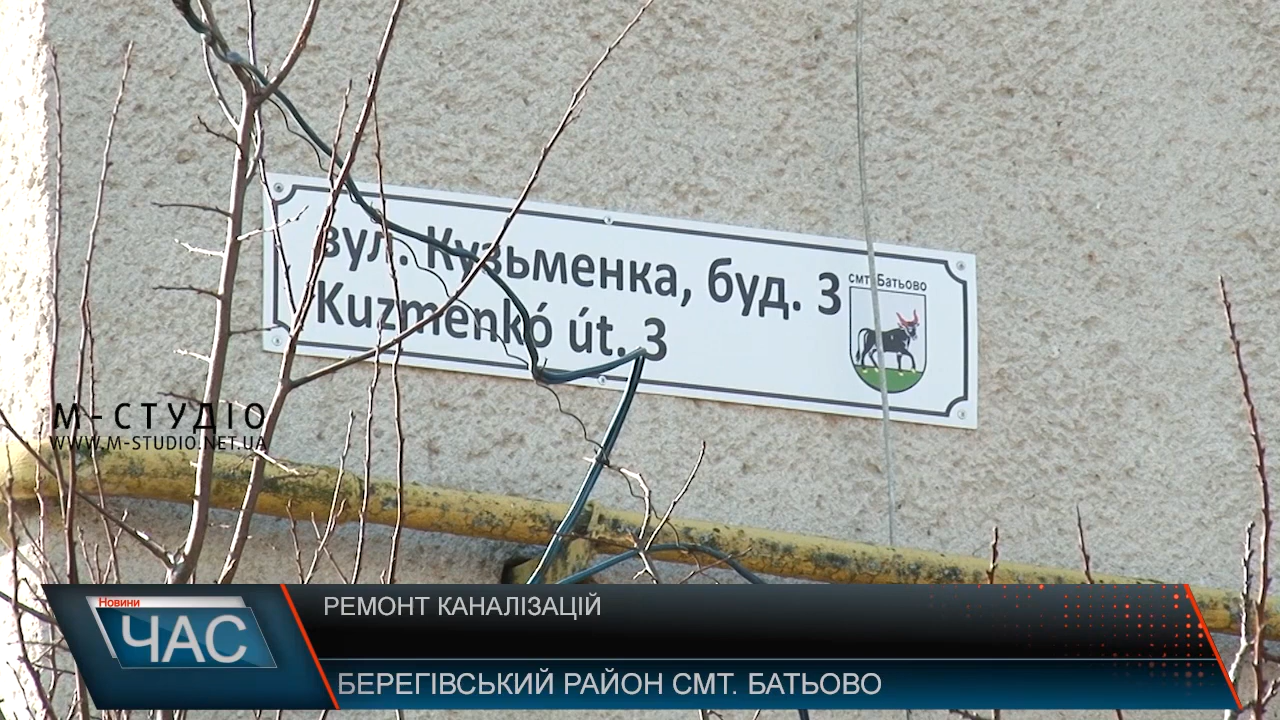 вул. Кузьменка, буд. 3
Kuzmenkó út. 3
смт. Батьово
М-СТУДІО
WWW.M-STUDIO.NET.UA
Новини
ЧАС
РЕМОНТ КАНАЛІЗАЦІЙ
БЕРЕГІВСЬКИЙ РАЙОН СМТ. БАТЬОВО